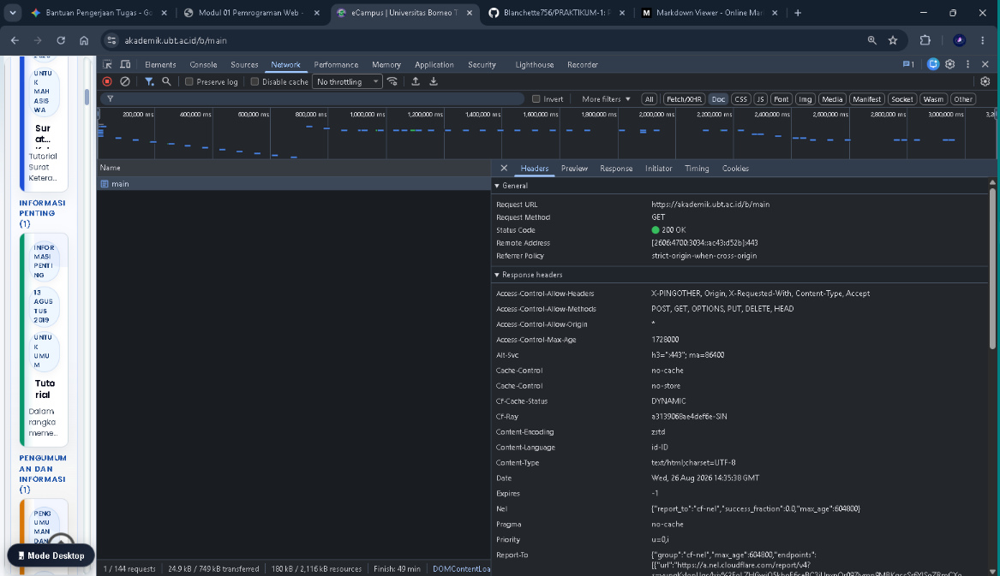 Bantuan Pengerjaan Tugas - Go
Modul 01 Pemrograman Web -
eCampus | Universitas Borneo T
Blanchette756/PRAKTIKUM-1: P
Markdown Viewer - Online Mar
akademik.ubt.ac.id/b/main
Elements Console Sources Network Performance Memory Application Security Lighthouse Recorder
1
Preserve log Disable cache No throttling
Invert More filters All Fetch/XHR Doc CSS JS Font Img Media Manifest Socket Wasm Other
200,000 ms 400,000 ms 600,000 ms 800,000 ms 1,000,000 ms 1,200,000 ms 1,400,000 ms 1,600,000 ms 1,800,000 ms 2,000,000 ms 2,200,000 ms 2,400,000 ms 2,600,000 ms 2,800,000 ms 3,000,000 ms 3,2
UNTU
K
MAH
ASIS
WA
Sur
at...
Tutorial
Surat
Ketera...
INFORMASI
PENTING
(1)
INFOR
MASI
PENTI
NG
13
AGUS
TUS
2019
UNTU
K
UMU
M
Tuto
rial
Dalam
rangka
meme...
PENGUMUM
AN DAN
INFORMASI
(1)
PENG
UMU
MAN
DAN
Mode Desktop
Name
main
Headers Preview Response Initiator Timing Cookies
General
Request URL https://akademik.ubt.ac.id/b/main
Request Method GET
Status Code 200 OK
Remote Address [2606:4700:3034::ac43:d52b]:443
Referrer Policy strict-origin-when-cross-origin
Response headers
Access-Control-Allow-Headers X-PINGOTHER, Origin, X-Requested-With, Content-Type, Accept
Access-Control-Allow-Methods POST, GET, OPTIONS, PUT, DELETE, HEAD
Access-Control-Allow-Origin *
Access-Control-Max-Age 1728000
Alt-Svc h3=":443"; ma=86400
Cache-Control no-cache
Cache-Control no-store
Cf-Cache-Status DYNAMIC
Cf-Ray a3139068ae4def6e-SIN
Content-Encoding zstd
Content-Language id-ID
Content-Type text/html;charset=UTF-8
Date Wed, 26 Aug 2026 14:35:38 GMT
Expires -1
Nel {"report_to":"cf-nel","success_fraction":0.0,"max_age":604800}
Pragma no-cache
Priority u=0,i
Report-To {"group":"cf-nel","max_age":604800,"endpoints":
[{"url":"https://a.nel.cloudflare.com/report/v4?
1 / 144 requests 24.9 kB / 749 kB transferred 180 kB / 2,116 kB resources Finish: 49 min DOMContentLoa